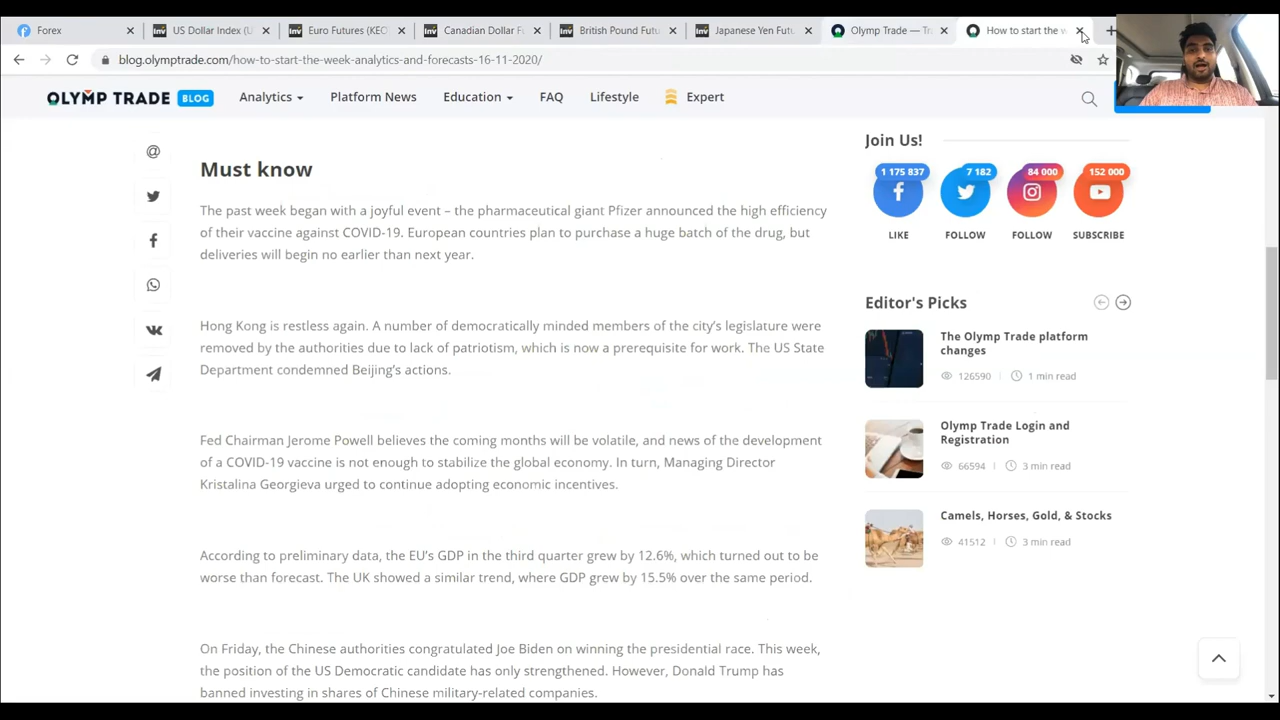 Forex
US Dollar Index (U
Euro Futures (KEC
Canadian Dollar F
British Pound Futu
Japanese Yen Futu
Olymp Trade — Tr
How to start the w
blog.olymptrade.com/how-to-start-the-week-analytics-and-forecasts-16-11-2020/
OLYMP TRADE BLOG
Analytics
Platform News
Education
FAQ
Lifestyle
Expert
Must know
The past week began with a joyful event – the pharmaceutical giant Pfizer announced the high efficiency
of their vaccine against COVID-19. European countries plan to purchase a huge batch of the drug, but
deliveries will begin no earlier than next year.
Hong Kong is restless again. A number of democratically minded members of the city's legislature were
removed by the authorities due to lack of patriotism, which is now a prerequisite for work. The US State
Department condemned Beijing's actions.
Fed Chairman Jerome Powell believes the coming months will be volatile, and news of the development
of a COVID-19 vaccine is not enough to stabilize the global economy. In turn, Managing Director
Kristalina Georgieva urged to continue adopting economic incentives.
According to preliminary data, the EU's GDP in the third quarter grew by 12.6%, which turned out to be
worse than forecast. The UK showed a similar trend, where GDP grew by 15.5% over the same period.
On Friday, the Chinese authorities congratulated Joe Biden on winning the presidential race. This week,
the position of the US Democratic candidate has only strengthened. However, Donald Trump has
banned investing in shares of Chinese military-related companies.
Join Us!
1 175 837
7 182
84 000
152 000
LIKE
FOLLOW
FOLLOW
SUBSCRIBE
Editor's Picks
The Olymp Trade platform
changes
126590
1 min read
Olymp Trade Login and
Registration
66594
3 min read
Camels, Horses, Gold, & Stocks
41512
3 min read